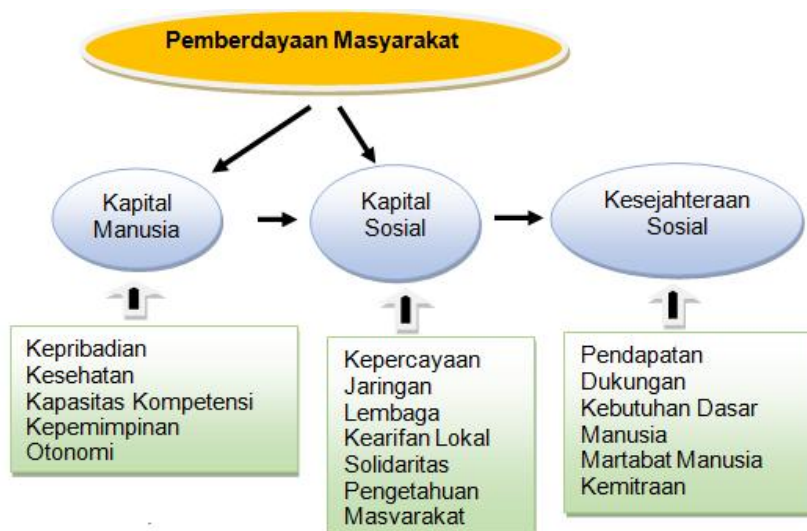 Pemberdayaan Masyarakat
Kapital
Manusia
Kapital
Sosial
Kesejahteraan
Sosial
Kepribadian
Kesehatan
Kapasitas Kompetensi
Kepemimpinan
Otonomi
Kepercayaan
Jaringan
Lembaga
Kearifan Lokal
Solidaritas
Pengetahuan
Masyarakat
Pendapatan
Dukungan
Kebutuhan Dasar
Manusia
Martabat Manusia
Kemitraan